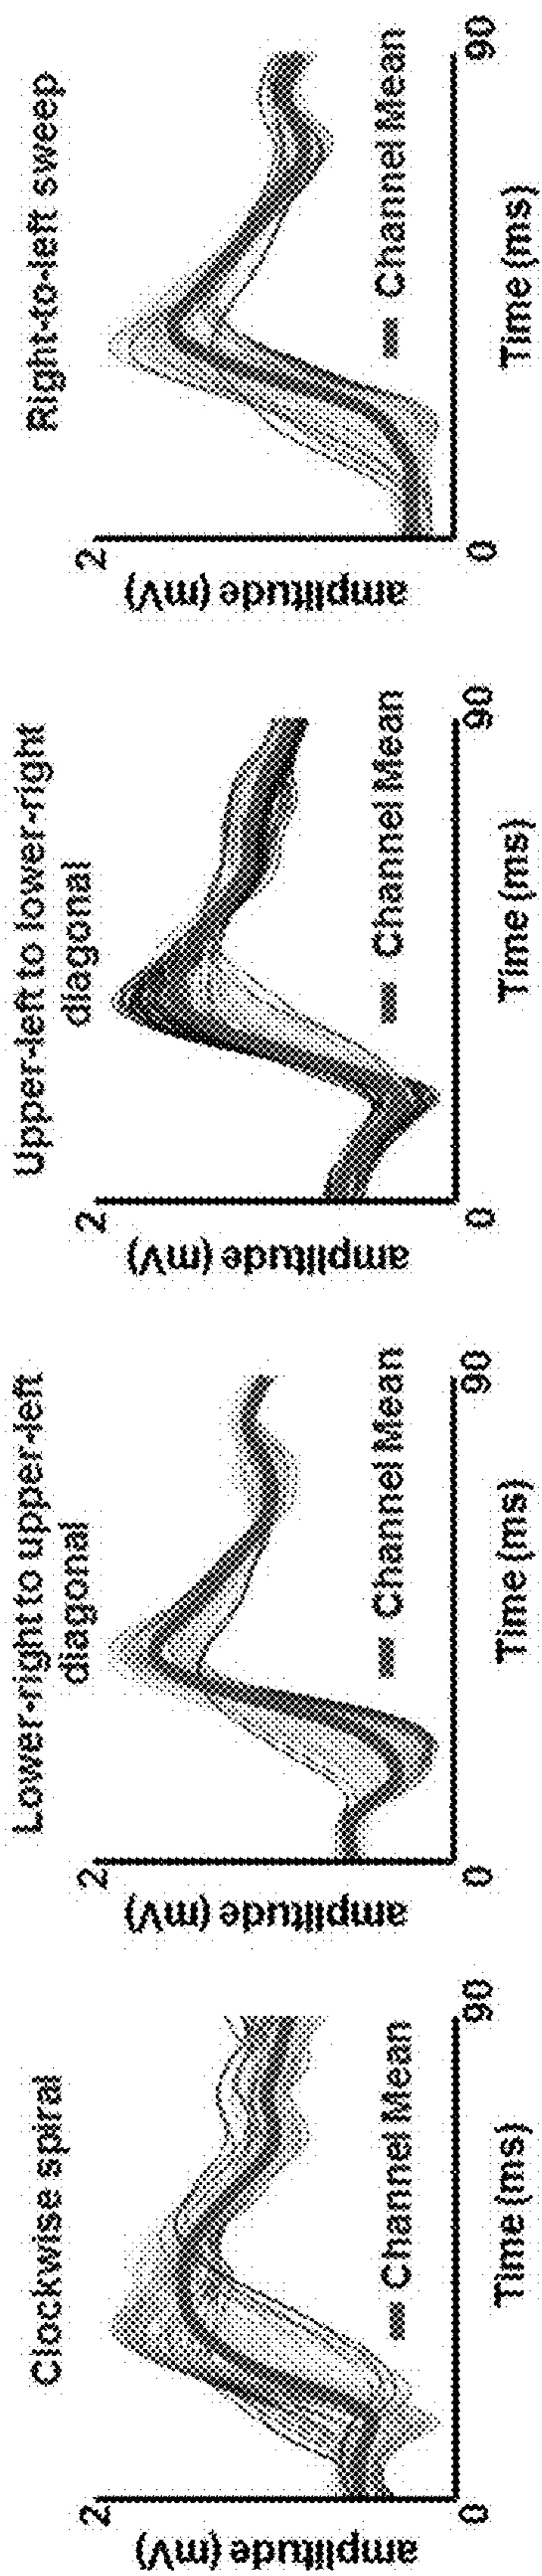 Clockwise spiral
2
amplitude (mV)
Channel Mean
0
90
Time (ms)
Lower-right to upper-left
diagonal
2
amplitude (mV)
Channel Mean
0
90
Time (ms)
Upper-left to lower-right
diagonal
2
amplitude (mV)
Channel Mean
0
90
Time (ms)
Right-to-left sweep
2
amplitude (mV)
Channel Mean
0
90
Time (ms)